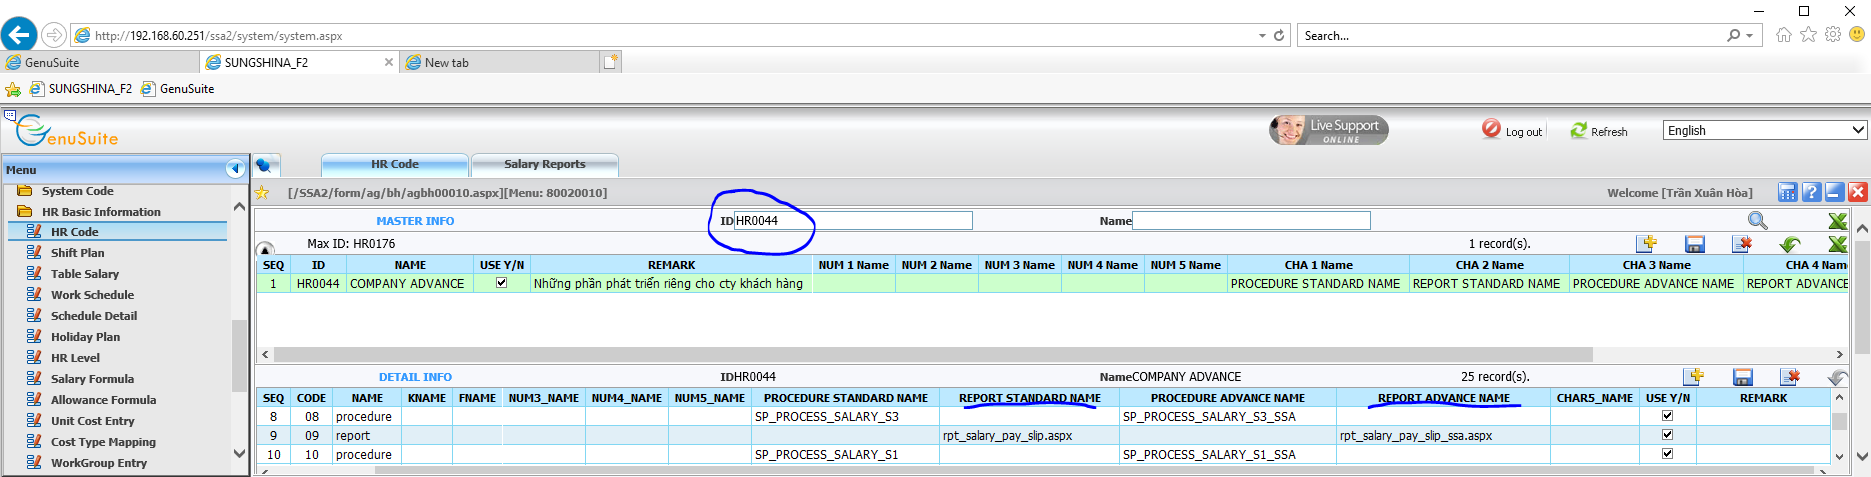 http://192.168.60.251/ssa2/system/system.aspx Search...
GenuSuite SUNGSHINA_F2 New tab
SUNGSHINA_F2 GenuSuite
GenuSuite Live Support ONLINE Log out Refresh English
Menu HR Code Salary Reports
System Code [/SSA2/form/ag/bh/agbh00010.aspx][Menu: 80020010] Welcome [Trần Xuân Hòa]
HR Basic Information
HR Code
Shift Plan
Table Salary
Work Schedule
Schedule Detail
Holiday Plan
HR Level
Salary Formula
Allowance Formula
Unit Cost Entry
Cost Type Mapping
WorkGroup Entry
MASTER INFO ID HR0044 Name
Max ID: HR0176 1 record(s).
SEQ ID NAME USE Y/N REMARK NUM 1 Name NUM 2 Name NUM 3 Name NUM 4 Name NUM 5 Name CHA 1 Name CHA 2 Name CHA 3 Name CHA 4 Name
1 HR0044 COMPANY ADVANCE Những phần phát triển riêng cho cty khách hàng PROCEDURE STANDARD NAME REPORT STANDARD NAME PROCEDURE ADVANCE NAME REPORT ADVANCE
DETAIL INFO IDHR0044 NameCOMPANY ADVANCE 25 record(s).
SEQ CODE NAME KNAME FNAME NUM3_NAME NUM4_NAME NUM5_NAME PROCEDURE STANDARD NAME REPORT STANDARD NAME PROCEDURE ADVANCE NAME REPORT ADVANCE NAME CHAR5_NAME USE Y/N REMARK
8 08 procedure SP_PROCESS_SALARY_S3 SP_PROCESS_SALARY_S3_SSA
9 09 report rpt_salary_pay_slip.aspx rpt_salary_pay_slip_ssa.aspx
10 10 procedure SP_PROCESS_SALARY_S1 SP_PROCESS_SALARY_S1_SSA